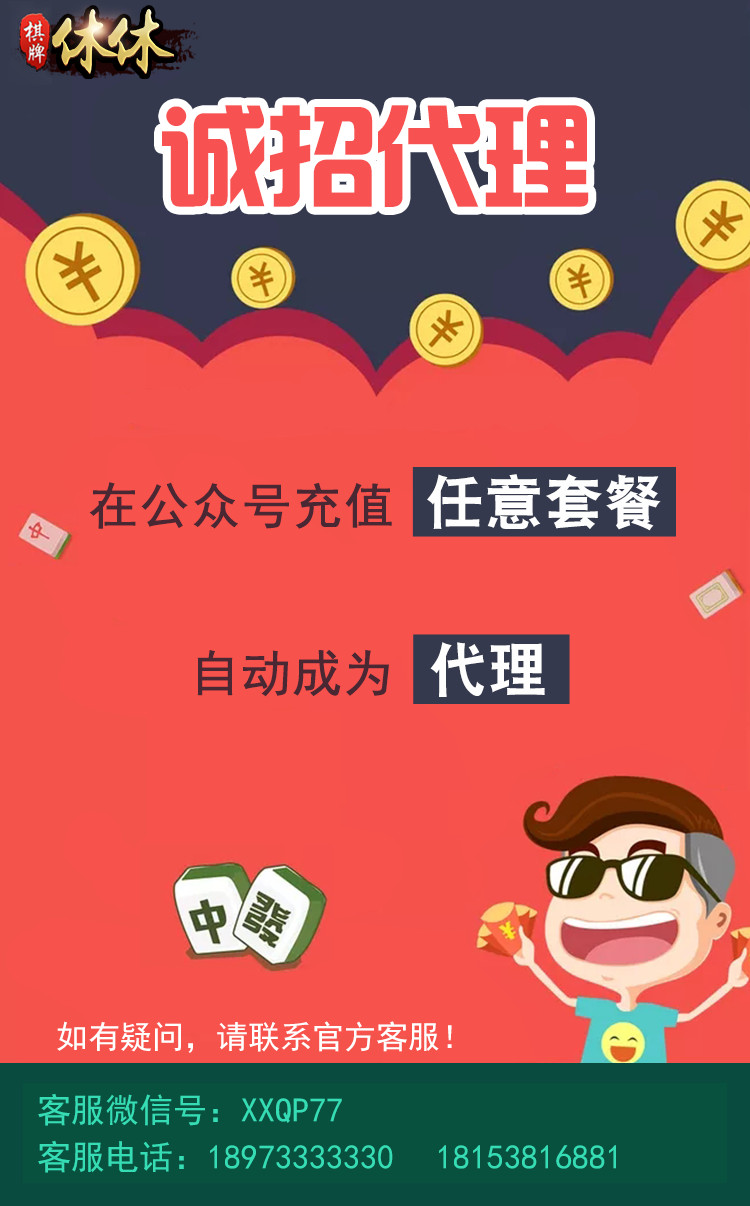 棋牌 休休
诚招代理
在公众号充值 任意套餐
自动成为 代理
中 發
如有疑问，请联系官方客服！
客服微信号：XXQP77
客服电话：18973333330 18153816881